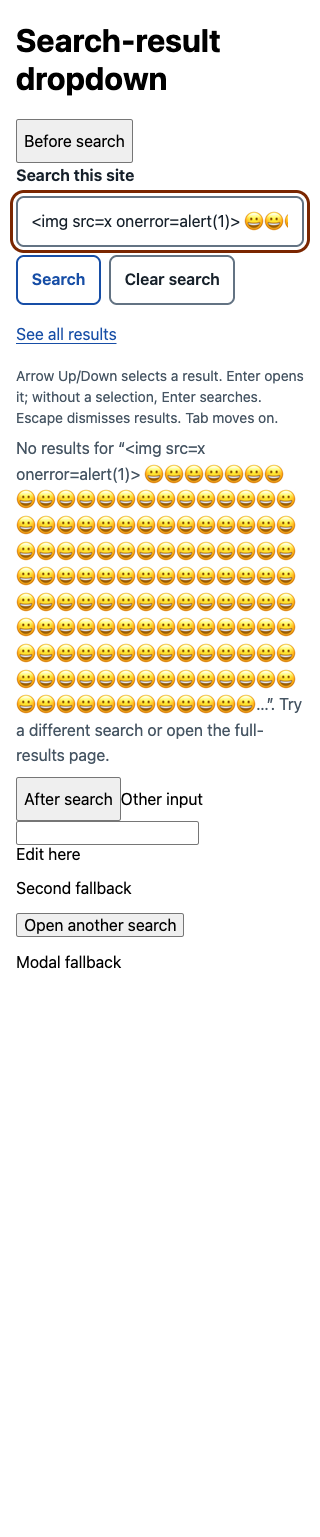 Search-result
dropdown
Before search
Search this site
<img src=x onerror=alert(1)> 😀😀
Search
Clear search
See all results
Arrow Up/Down selects a result. Enter opens
it; without a selection, Enter searches.
Escape dismisses results. Tab moves on.
No results for “<img src=x
onerror=alert(1)> 😀😀😀😀😀😀😀
😀😀😀😀😀😀😀😀😀😀😀😀😀😀
😀😀😀😀😀😀😀😀😀😀😀😀😀😀
😀😀😀😀😀😀😀😀😀😀😀😀😀😀
😀😀😀😀😀😀😀😀😀😀😀😀😀😀
😀😀😀😀😀😀😀😀😀😀😀😀😀😀
😀😀😀😀😀😀😀😀😀😀😀😀😀😀
😀😀😀😀😀😀😀😀😀😀😀😀😀😀
😀😀😀😀😀😀😀😀😀😀😀😀😀😀
😀😀😀😀😀😀😀😀😀😀😀😀…”. Try
a different search or open the full-
results page.
After search Other input
Edit here
Second fallback
Open another search
Modal fallback